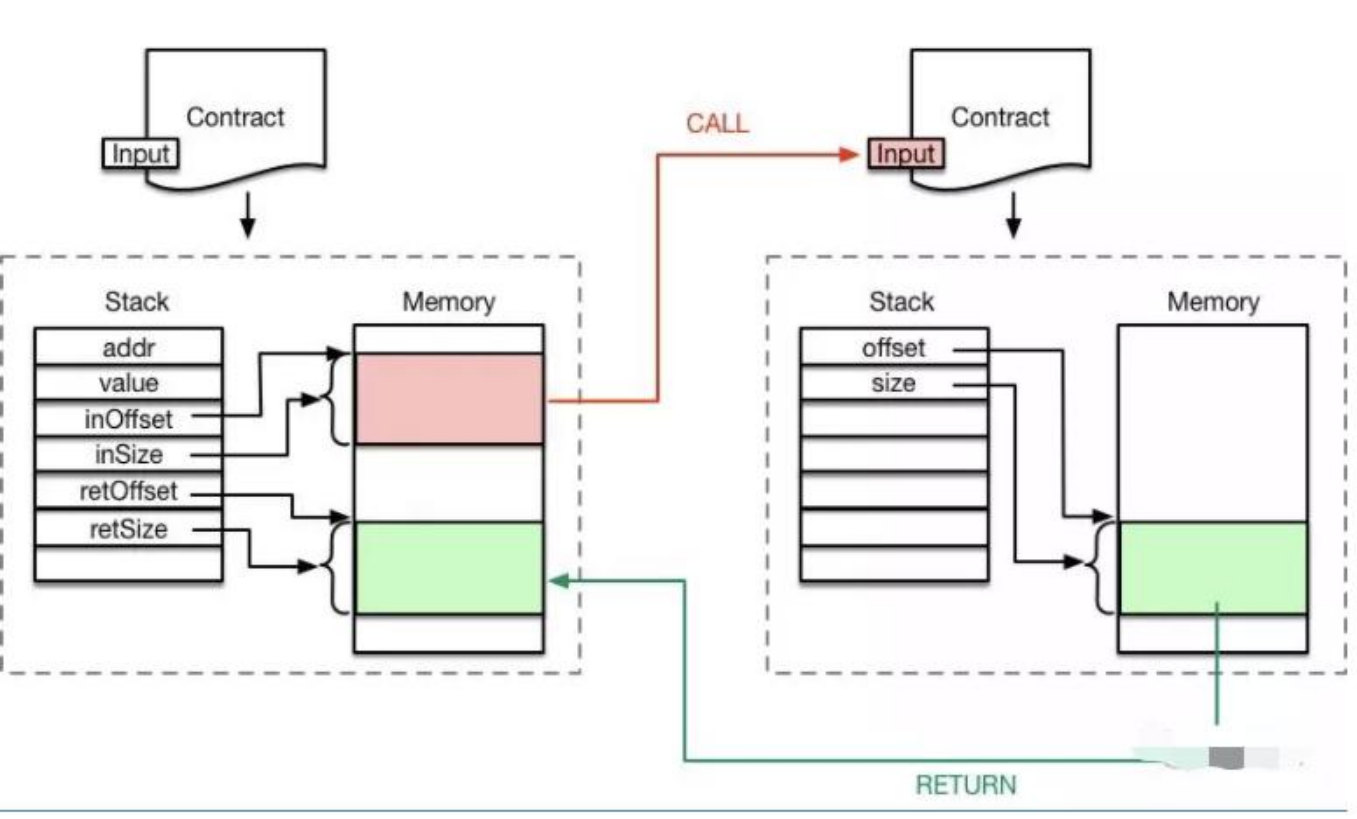 Contract
Input
CALL
Contract
Input
Stack
Memory
addr
value
inOffset
inSize
retOffset
retSize
Stack
Memory
offset
size
RETURN